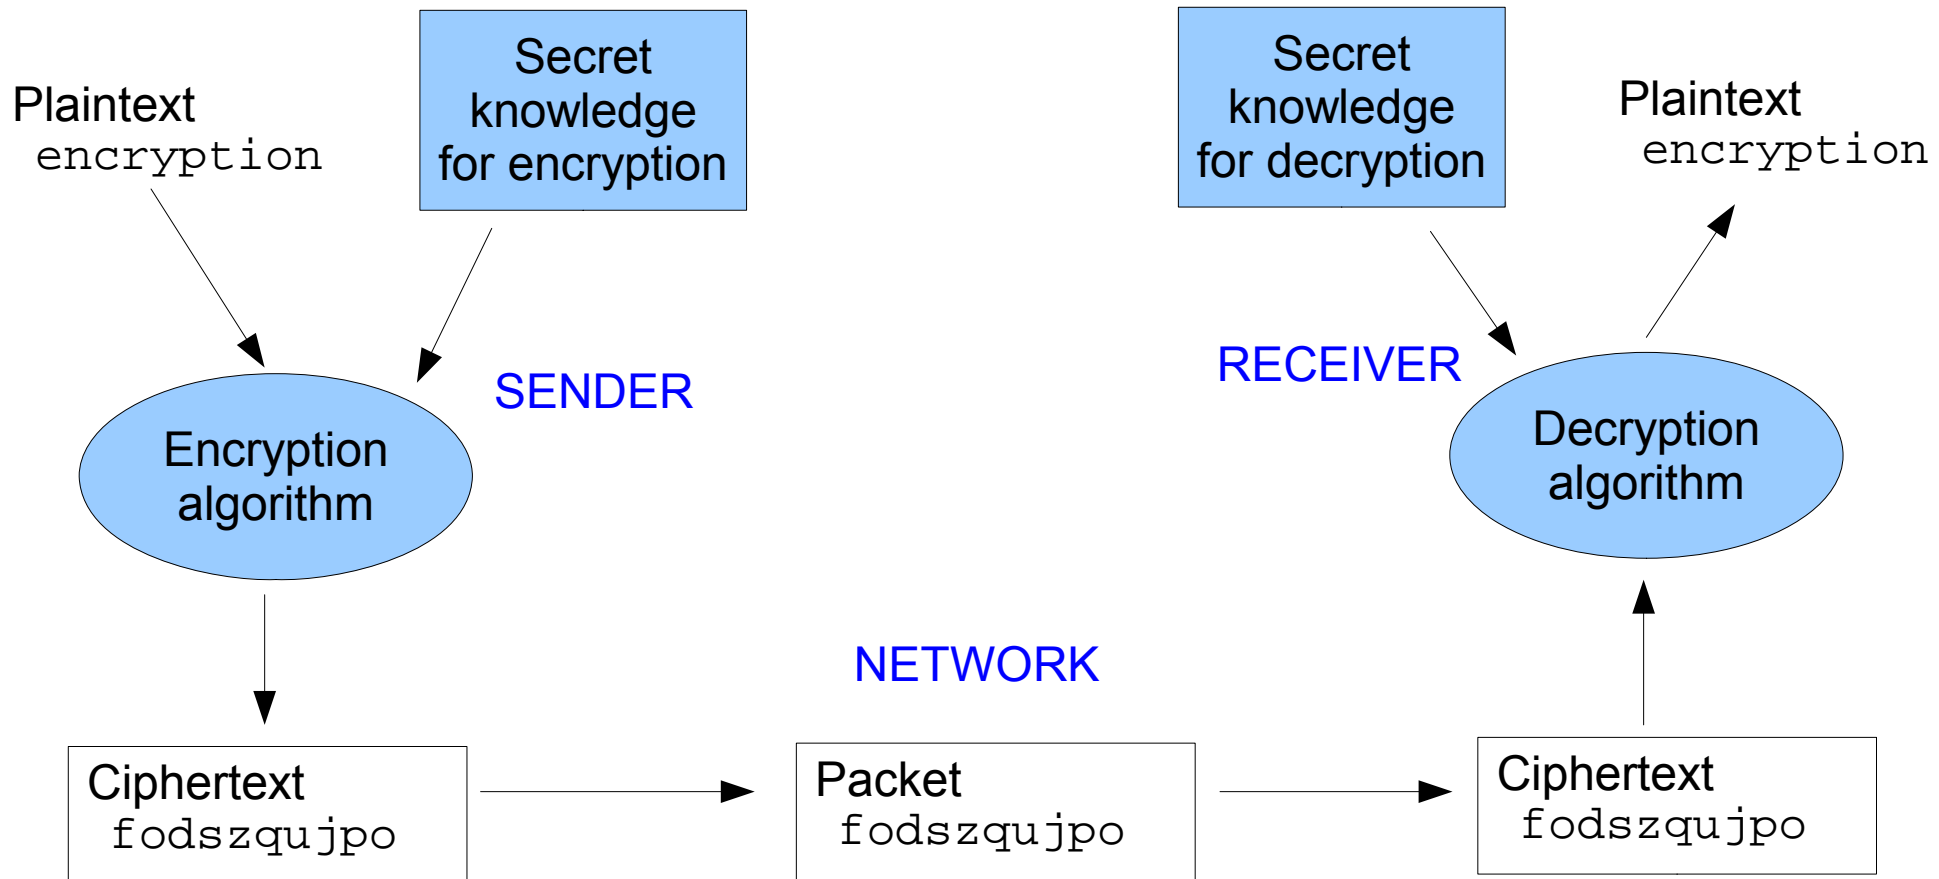 Plaintext
encryption
Secret
knowledge
for encryption
Secret
knowledge
for decryption
Plaintext
encryption
SENDER
RECEIVER
Encryption
algorithm
Decryption
algorithm
NETWORK
Ciphertext
fodszqujpo
Packet
fodszqujpo
Ciphertext
fodszqujpo